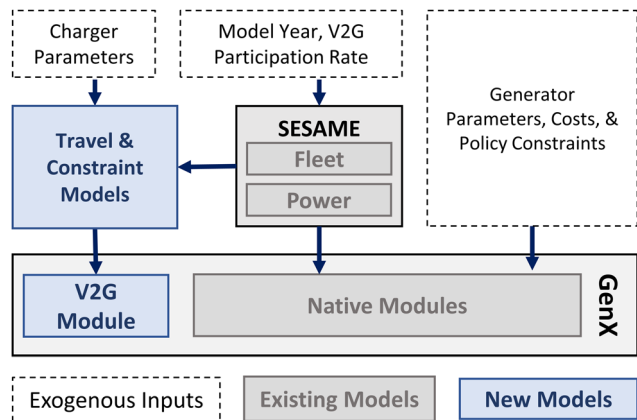 Charger
Parameters
Model Year, V2G
Participation Rate
Generator
Parameters, Costs, &
Policy Constraints
Travel &
Constraint
Models
SESAME
Fleet
Power
V2G
Module
Native Modules
GenX
Exogenous Inputs
Existing Models
New Models